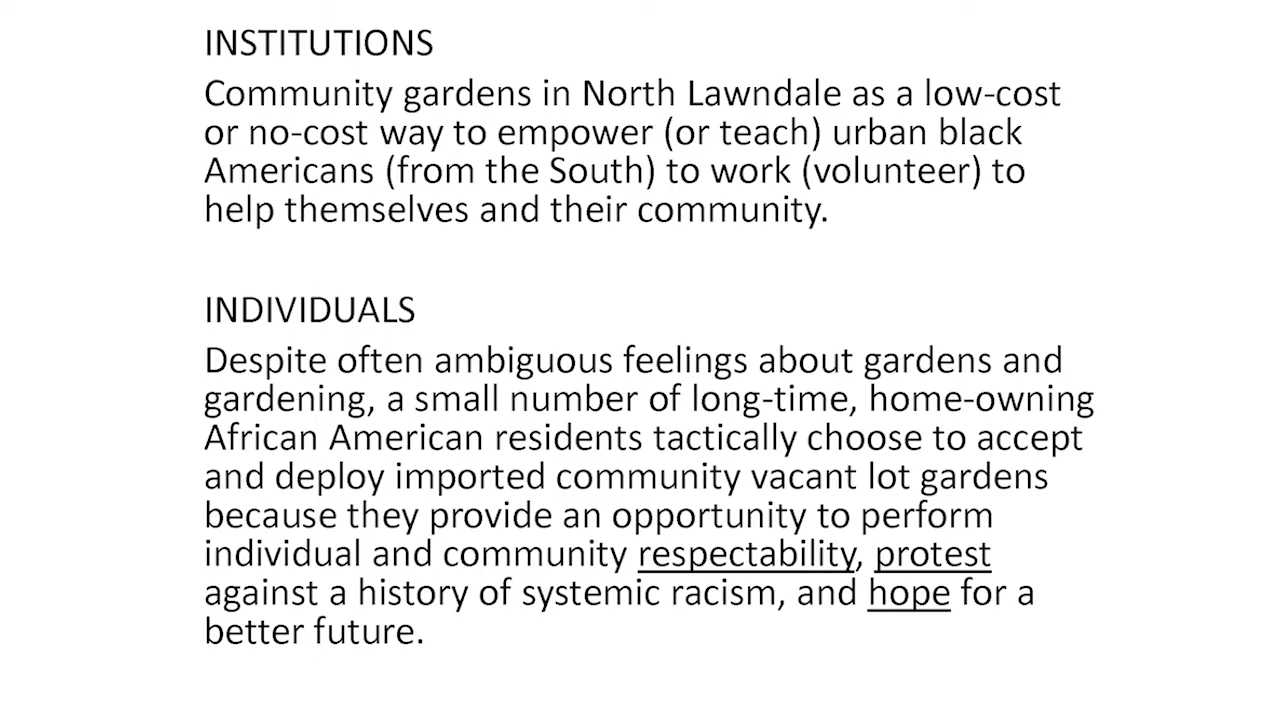 INSTITUTIONS
Community gardens in North Lawndale as a low-cost
or no-cost way to empower (or teach) urban black
Americans (from the South) to work (volunteer) to
help themselves and their community.
INDIVIDUALS
Despite often ambiguous feelings about gardens and
gardening, a small number of long-time, home-owning
African American residents tactically choose to accept
and deploy imported community vacant lot gardens
because they provide an opportunity to perform
individual and community respectability, protest
against a history of systemic racism, and hope for a
better future.